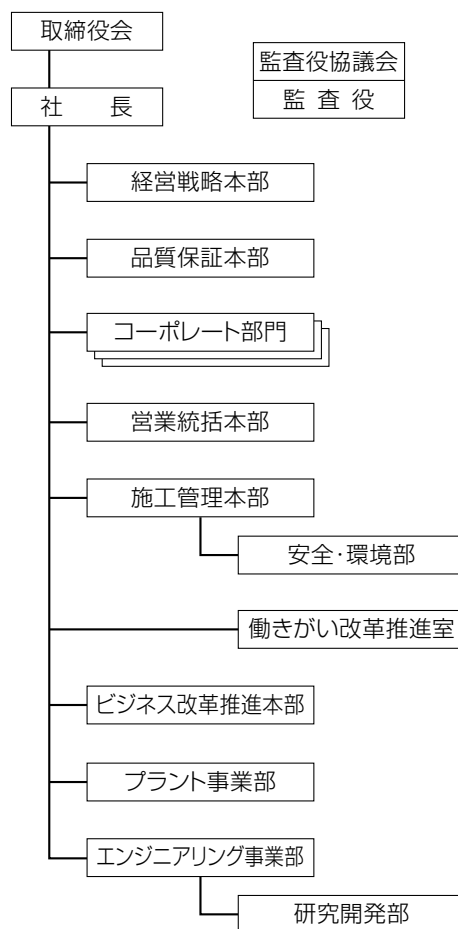 取締役会
監査役協議会
監査役
社長
経営戦略本部
品質保証本部
コーポレート部門
営業統括本部
施工管理本部
安全・環境部
働きがい改革推進室
ビジネス改革推進本部
プラント事業部
エンジニアリング事業部
研究開発部